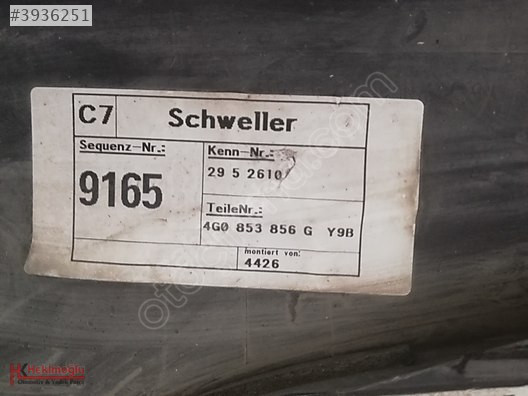 #3936251
C7 Schweller
Sequenz-Nr.:
9165
Kenn-Nr.:
29 5 2610
TeileNr.:
4G0 853 856 G Y9B
montiert von:
4426